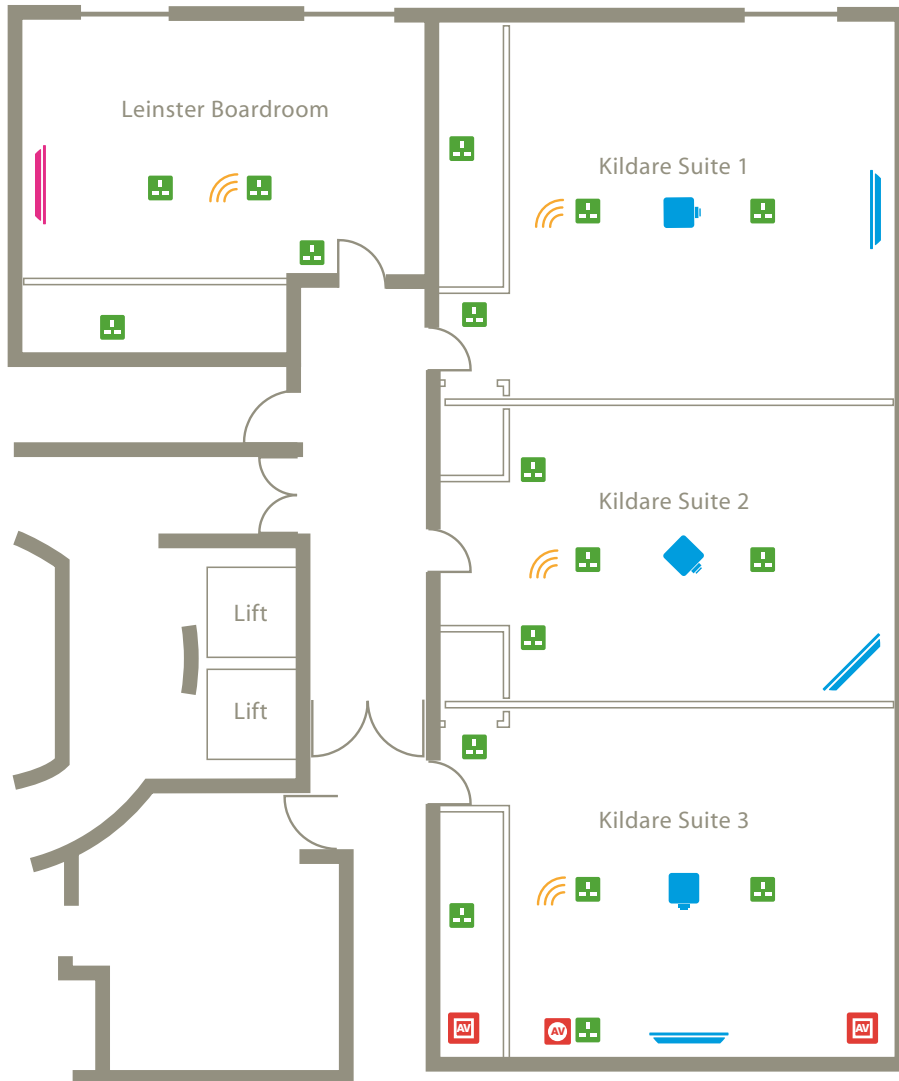 Leinster Boardroom
Kildare Suite 1
Kildare Suite 2
Lift
Lift
Kildare Suite 3
AV
AV
AV